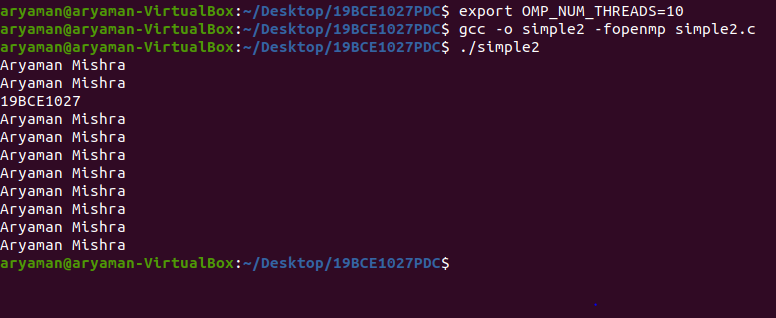 aryaman@aryaman-VirtualBox:~/Desktop/19BCE1027PDC$ export OMP_NUM_THREADS=10
aryaman@aryaman-VirtualBox:~/Desktop/19BCE1027PDC$ gcc -o simple2 -fopenmp simple2.c
aryaman@aryaman-VirtualBox:~/Desktop/19BCE1027PDC$ ./simple2
Aryaman Mishra
Aryaman Mishra
19BCE1027
Aryaman Mishra
Aryaman Mishra
Aryaman Mishra
Aryaman Mishra
Aryaman Mishra
Aryaman Mishra
Aryaman Mishra
Aryaman Mishra
aryaman@aryaman-VirtualBox:~/Desktop/19BCE1027PDC$